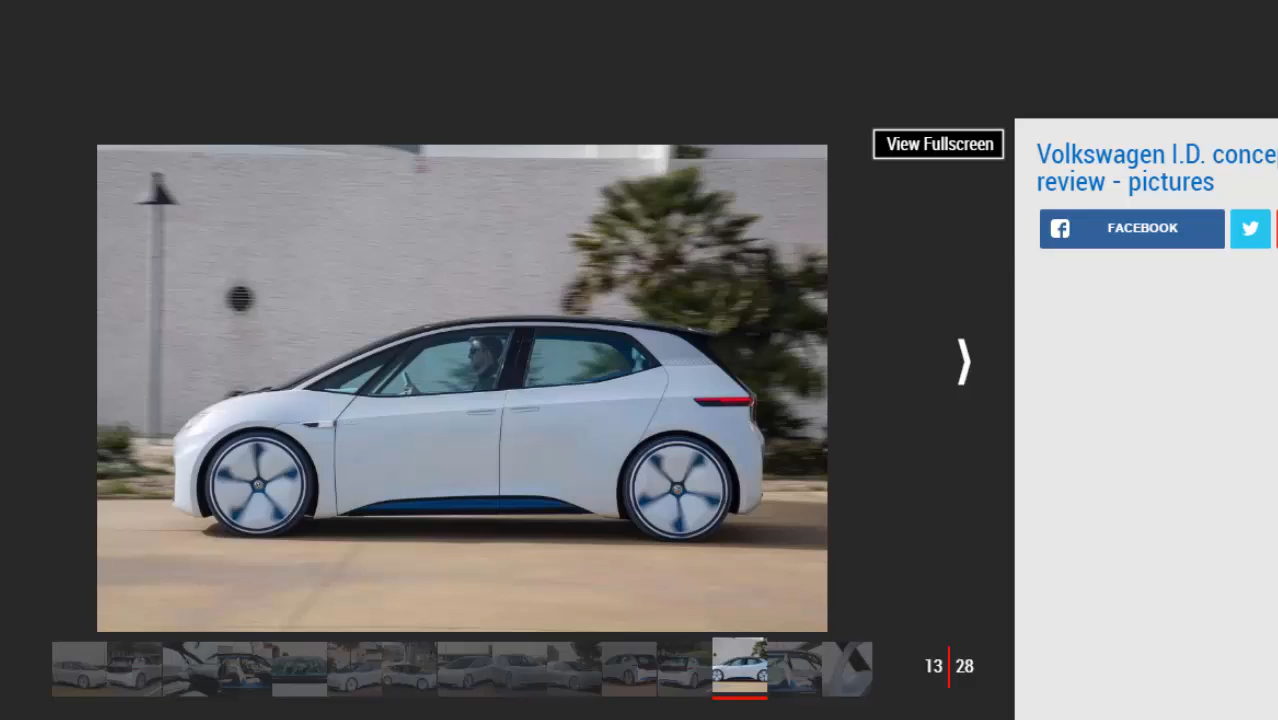 View Fullscreen
Volkswagen I.D. conce
review - pictures
FACEBOOK
13 28